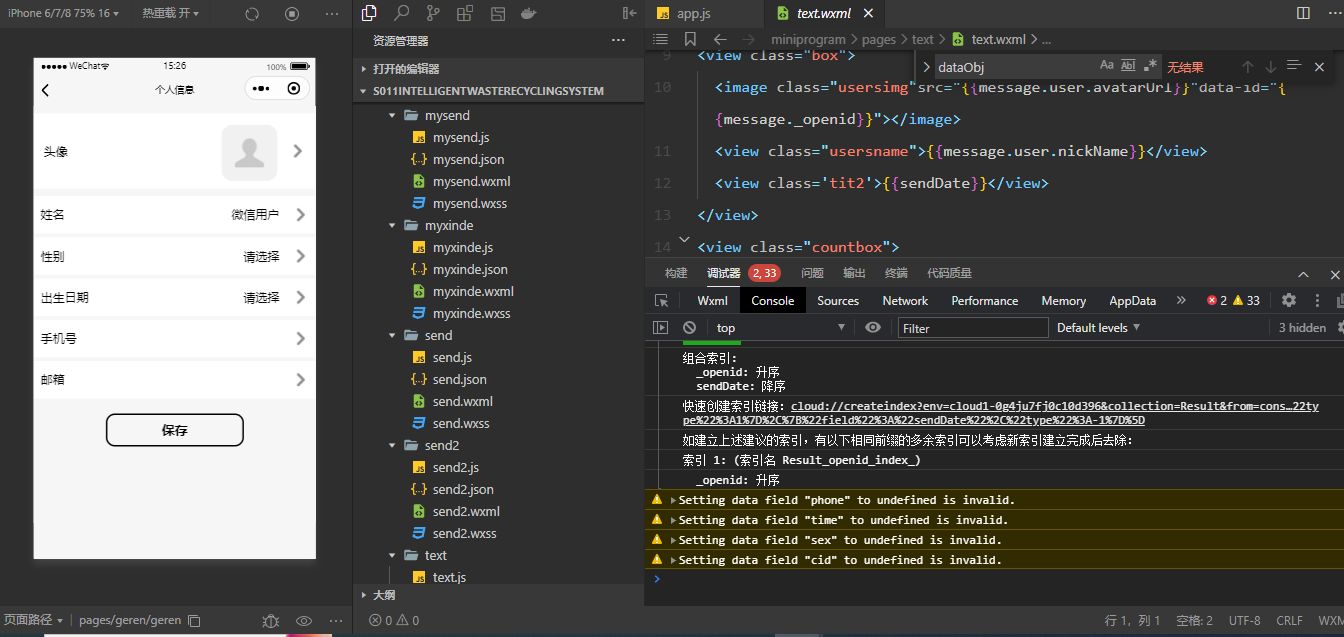 iPhone 6/7/8 75% 16
热重载 开
●●●●● WeChat
15:26
100%
个人信息
头像
姓名
微信用户
性别
请选择
出生日期
请选择
手机号
邮箱
保存
页面路径
pages/geren/geren
资源管理器
打开的编辑器
S011INTELLIGENTWASTERECYCLINGSYSTEM
mysend
JS mysend.js
{..} mysend.json
mysend.wxml
mysend.wxss
myxinde
JS myxinde.js
{..} myxinde.json
myxinde.wxml
myxinde.wxss
send
JS send.js
{..} send.json
send.wxml
send.wxss
send2
JS send2.js
{..} send2.json
send2.wxml
send2.wxss
text
JS text.js
大纲
0 0
JS app.js
text.wxml
miniprogram > pages > text > text.wxml > ...
dataObj
Aa Abl .*
无结果
9 <view class="box">
10 <image class="usersimg"src="{{message.user.avatarUrl}}"data-id="{
{message._openid}}"></image>
11 <view class="usersname">{{message.user.nickName}}</view>
12 <view class='tit2'>{{sendDate}}</view>
13 </view>
14 <view class="countbox">
构建 调试器 2, 33 问题 输出 终端 代码质量
Wxml Console Sources Network Performance Memory AppData » 2 33
top Filter Default levels 3 hidden
组合索引:
_openid: 升序
sendDate: 降序
快速创建索引链接: cloud://createindex?env=cloud1-0g4ju7fj0c10d396&collection=Result&from=cons…22ty
pe%22%3A1%7D%2C%7B%22field%22%3A%22sendDate%22%2C%22type%22%3A-1%7D%5D
如建立上述建议的索引，有以下相同前缀的多余索引可以考虑新索引建立完成后去除:
索引 1: (索引名 Result_openid_index_)
_openid: 升序
Setting data field "phone" to undefined is invalid.
Setting data field "time" to undefined is invalid.
Setting data field "sex" to undefined is invalid.
Setting data field "cid" to undefined is invalid.
行 1，列 1 空格: 2 UTF-8 CRLF WXM